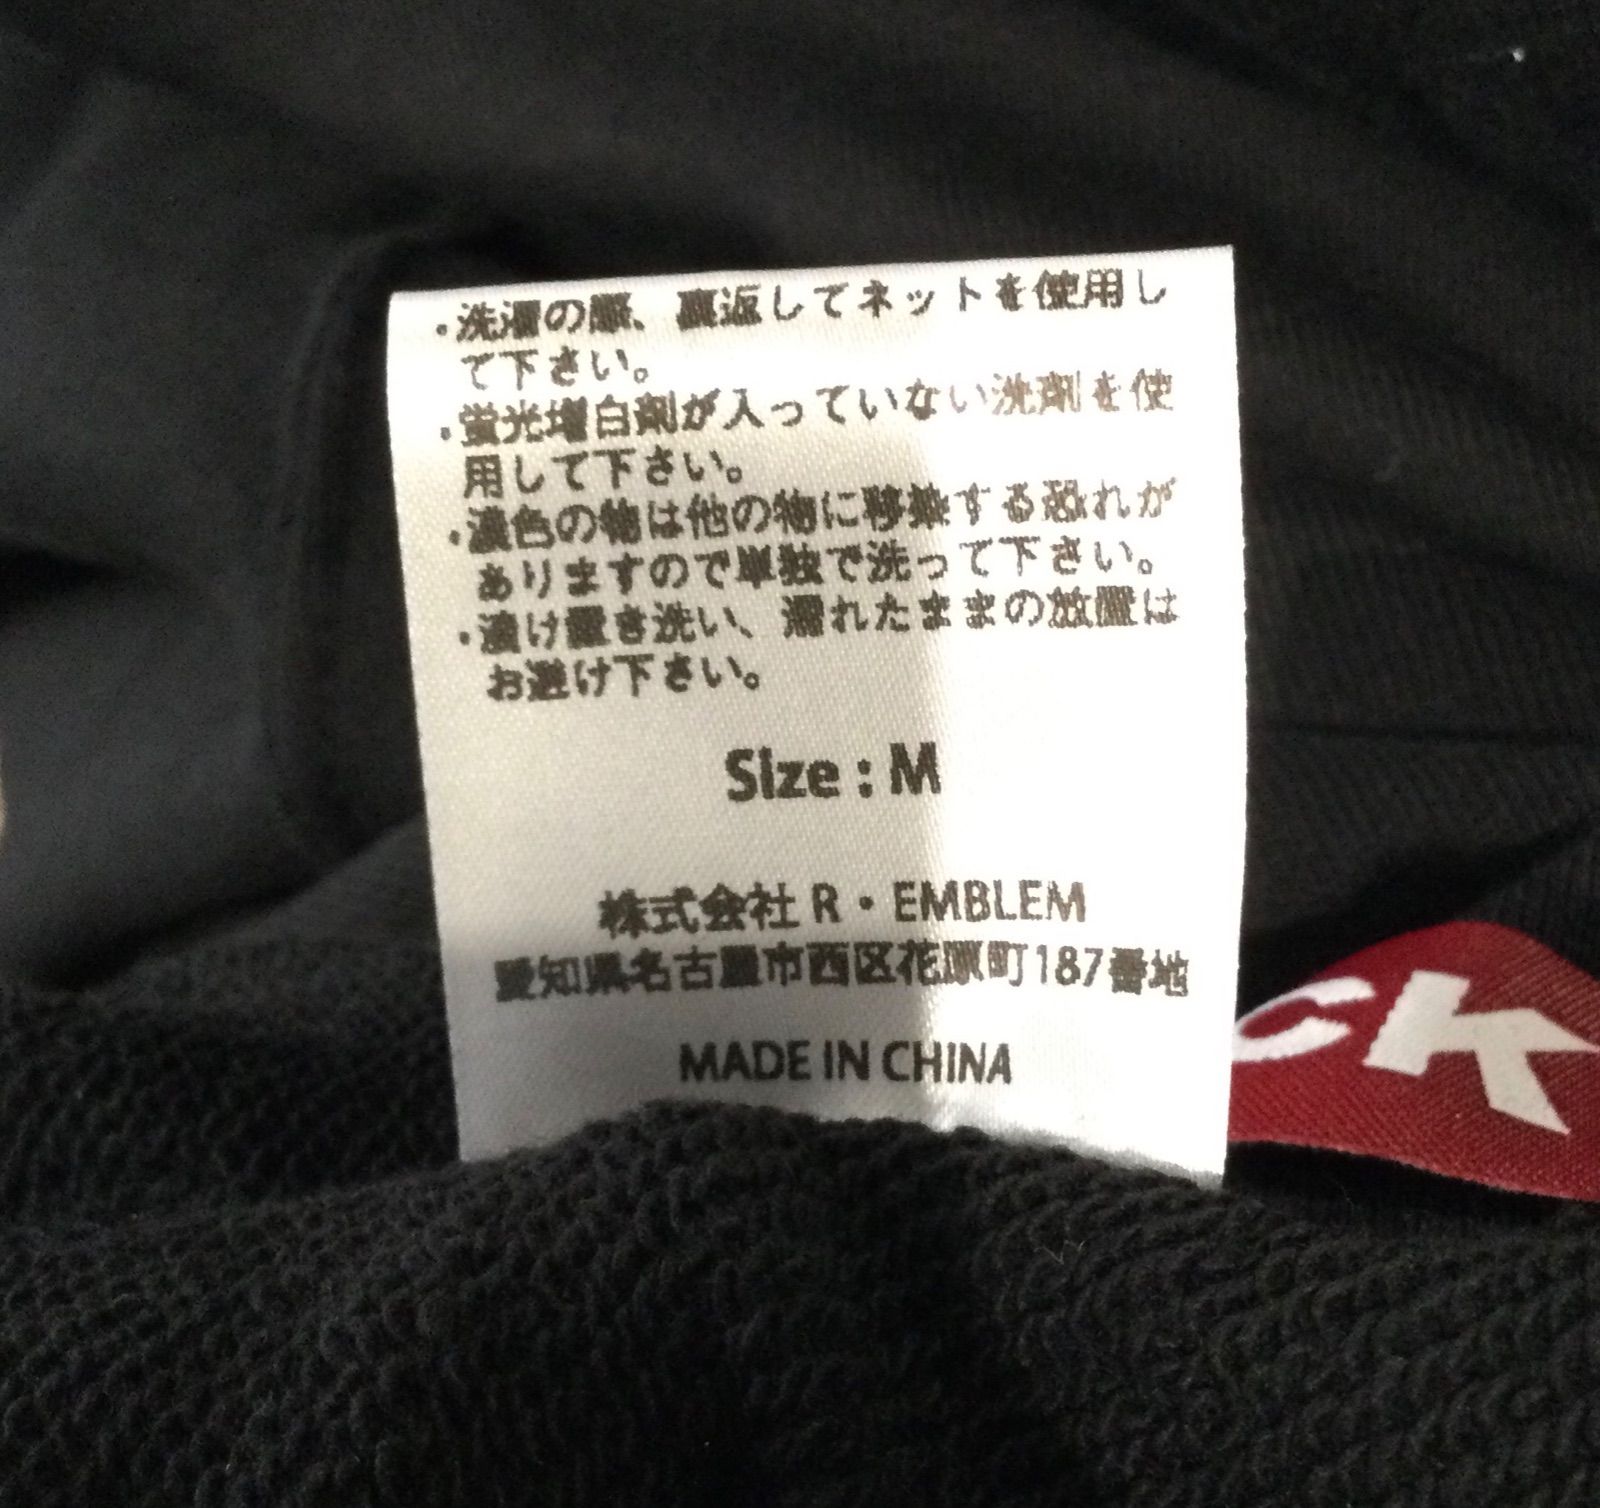 ・洗濯の際、裏返してネットを使用し
て下さい。
・蛍光増白剤が入っていない洗剤を使
用して下さい。
・濃色の物は他の物に移染する恐れが
ありますので単独で洗って下さい。
・漬け置き洗い、濡れたままの放置は
お避け下さい。
Size : M
株式会社 R・EMBLEM
愛知県名古屋市西区花原町187番地
MADE IN CHINA
CK